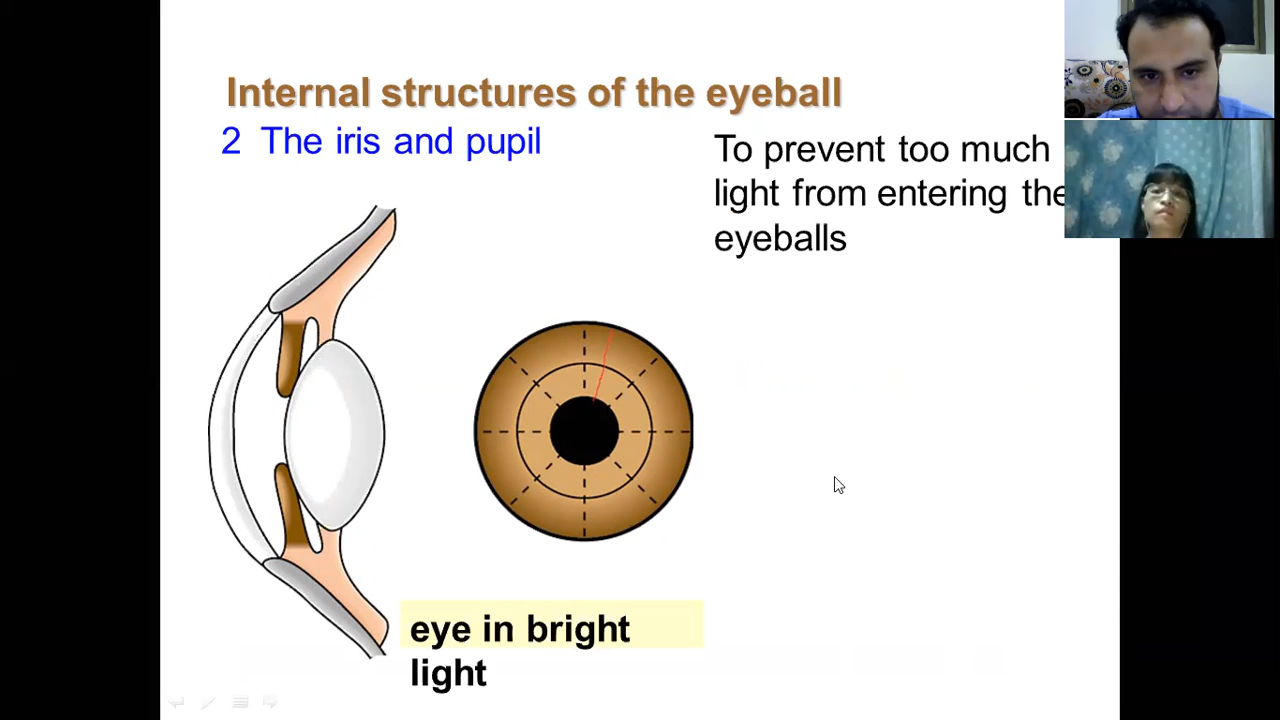 Internal structures of the eyeball
2 The iris and pupil
To prevent too much
light from entering the
eyeballs
eye in bright
light